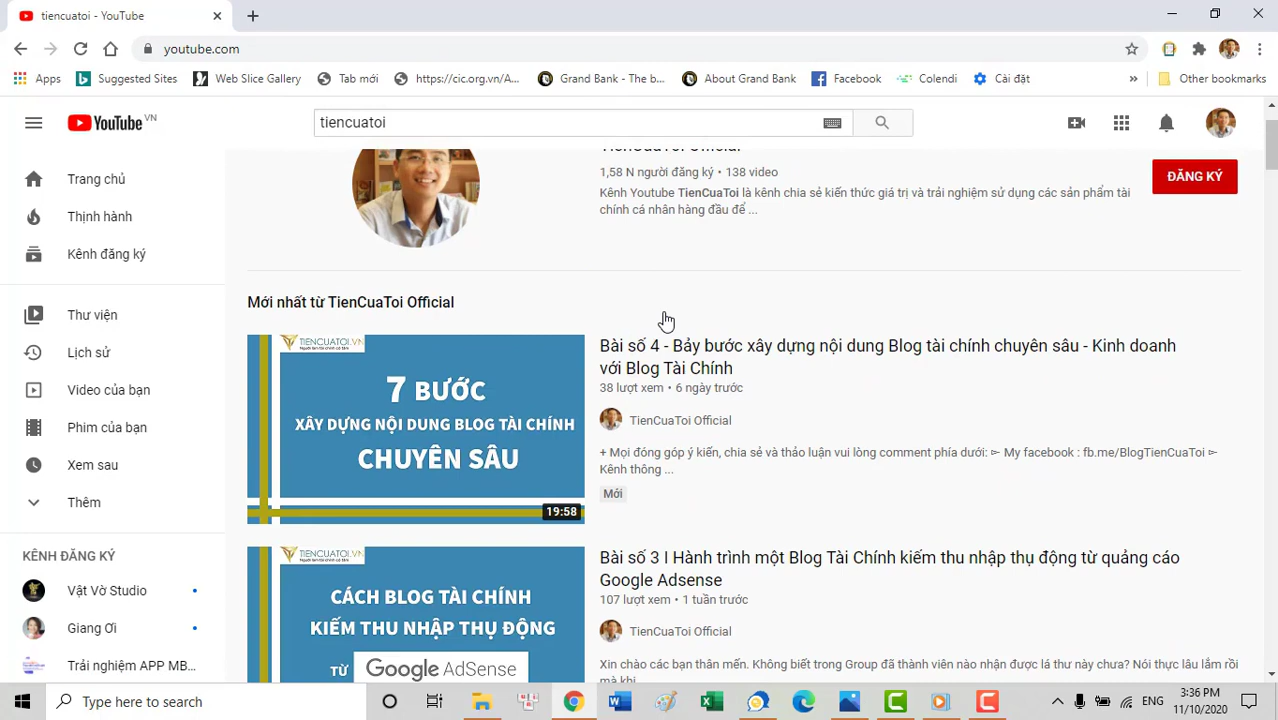 tiencuatoi - YouTube
youtube.com
Apps
Suggested Sites
Web Slice Gallery
Tab mới
https://cic.org.vn/A...
Grand Bank - The b...
About Grand Bank
Facebook
Colendi
Cài đặt
»
Other bookmarks
YouTube VN
tiencuatoi
TienCuaToi Official
1,58 N người đăng ký • 138 video
Kênh Youtube TienCuaToi là kênh chia sẻ kiến thức giá trị và trải nghiệm sử dụng các sản phẩm tài
chính cá nhân hàng đầu để ...
ĐĂNG KÝ
Trang chủ
Thịnh hành
Kênh đăng ký
Thư viện
Lịch sử
Video của bạn
Phim của bạn
Xem sau
Thêm
KÊNH ĐĂNG KÝ
Vật Vờ Studio
Giang Ơi
Trải nghiệm APP MB...
Mới nhất từ TienCuaToi Official
TIENCUATOI.VN
7 BƯỚC
XÂY DỰNG NỘI DUNG BLOG TÀI CHÍNH
CHUYÊN SÂU
19:58
Bài số 4 - Bảy bước xây dựng nội dung Blog tài chính chuyên sâu - Kinh doanh
với Blog Tài Chính
38 lượt xem • 6 ngày trước
TienCuaToi Official
+ Mọi đóng góp ý kiến, chia sẻ và thảo luận vui lòng comment phía dưới: ► My facebook : fb.me/BlogTienCuaToi ►
Kênh thông ...
Mới
TIENCUATOI.VN
CÁCH BLOG TÀI CHÍNH
KIẾM THU NHẬP THỤ ĐỘNG
TỪ Google AdSense
Bài số 3 I Hành trình một Blog Tài Chính kiếm thu nhập thụ động từ quảng cáo
Google Adsense
107 lượt xem • 1 tuần trước
TienCuaToi Official
Xin chào các bạn thân mến. Không biết trong Group đã thành viên nào nhận được lá thư này chưa? Nói thực lâu lắm rồi
mà khi
Type here to search
3:36 PM
11/10/2020